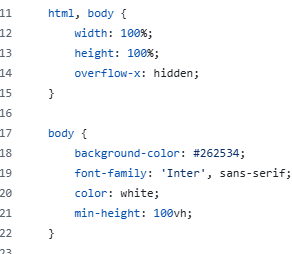 11 html, body {
12 width: 100%;
13 height: 100%;
14 overflow-x: hidden;
15 }
16
17 body {
18 background-color: #262534;
19 font-family: 'Inter', sans-serif;
20 color: white;
21 min-height: 100vh;
22 }
23